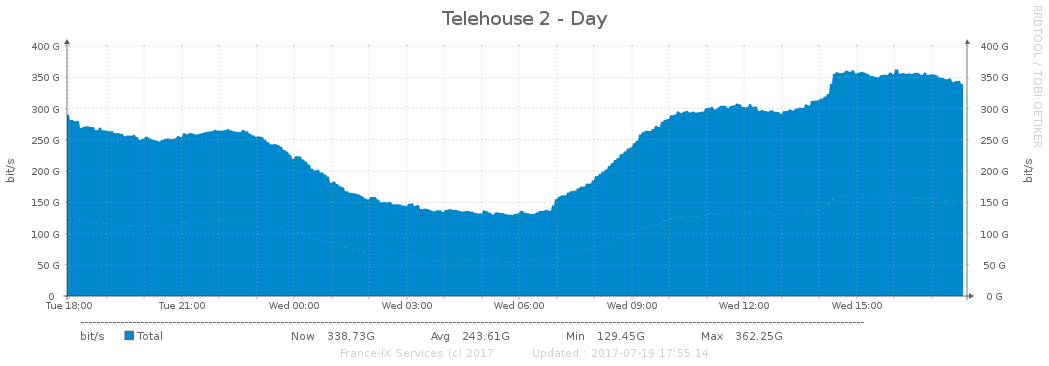 Telehouse 2 - Day
RRDTOOL / TOBI OETIKER
bit/s
bit/s
400 G 400 G
350 G 350 G
300 G 300 G
250 G 250 G
200 G 200 G
150 G 150 G
100 G 100 G
50 G 50 G
0 0 G
Tue 18:00 Tue 21:00 Wed 00:00 Wed 03:00 Wed 06:00 Wed 09:00 Wed 12:00 Wed 15:00
bit/s Total Now 338.73G Avg 243.61G Min 129.45G Max 362.25G
France-IX Services (c) 2017 Updated : 2017-07-19 17:55:14